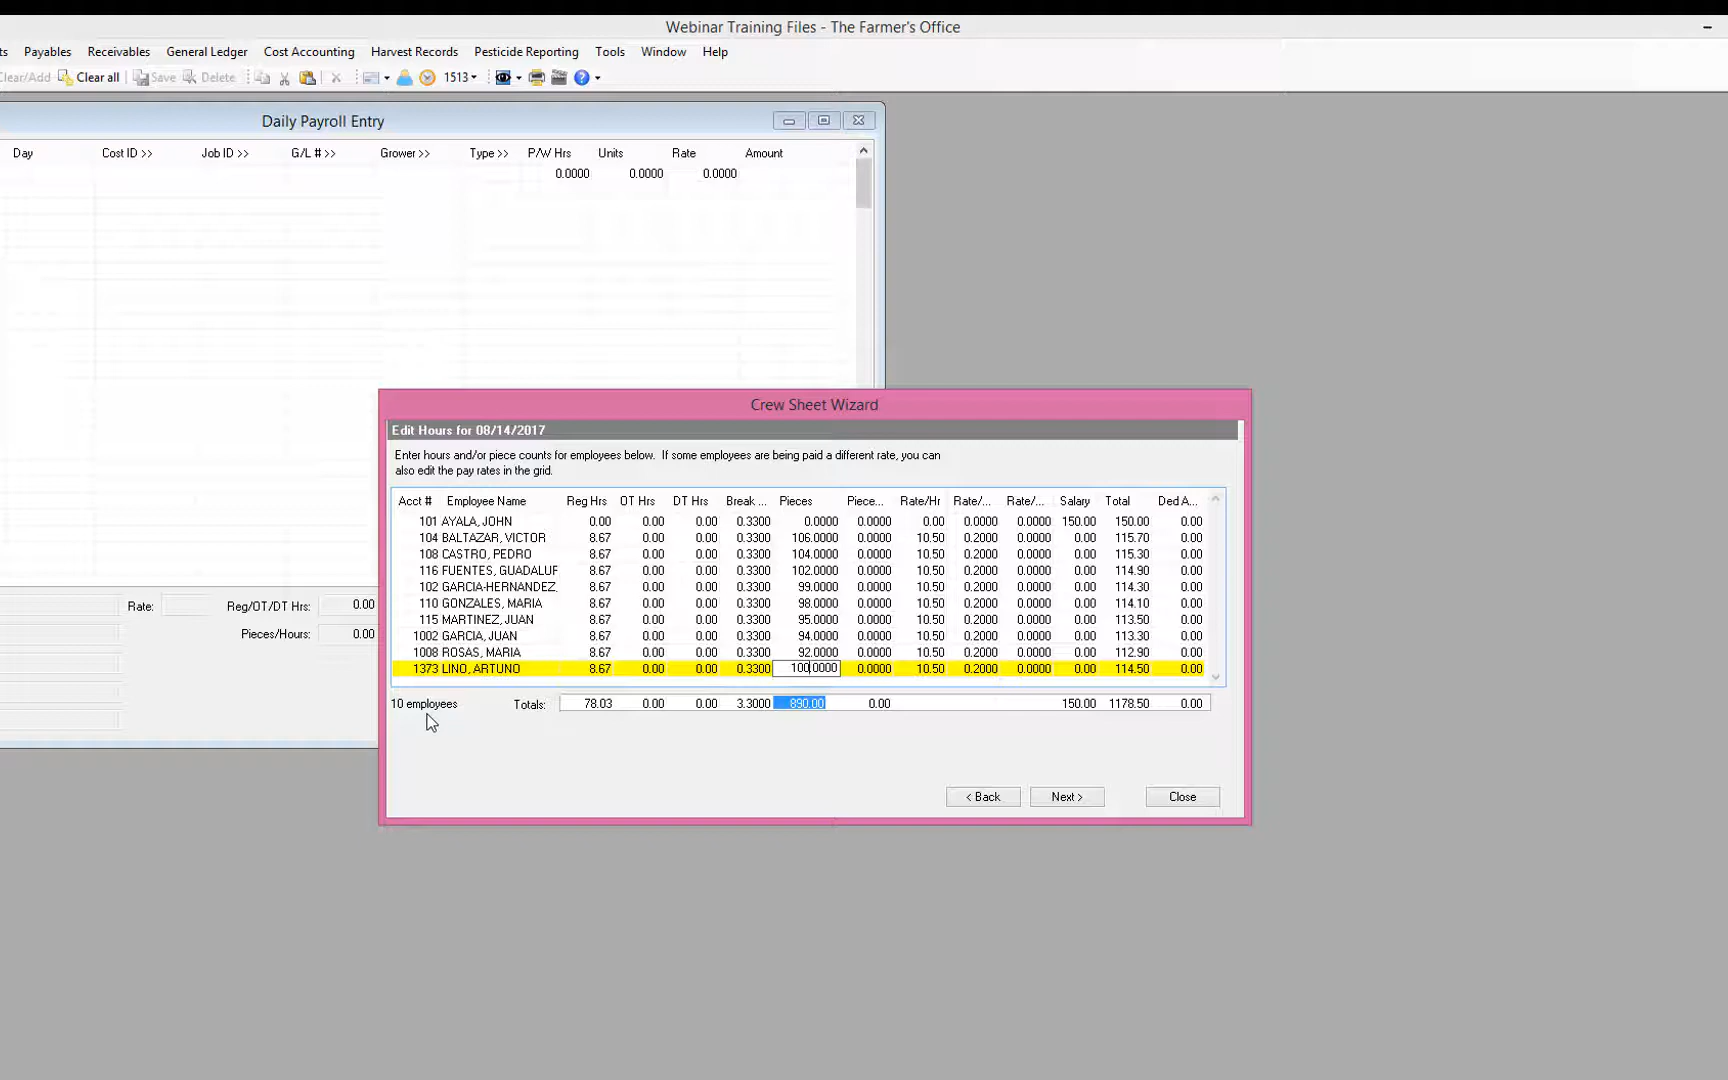 Webinar Training Files - The Farmer's Office
ts Payables Receivables General Ledger Cost Accounting Harvest Records Pesticide Reporting Tools Window Help
Clear/Add Clear all Save Delete 1513
Daily Payroll Entry
Day Cost ID >> Job ID >> G/L # >> Grower >> Type >> P/W Hrs Units Rate Amount
0.0000 0.0000 0.0000
Crew Sheet Wizard
Edit Hours for 08/14/2017
Enter hours and/or piece counts for employees below. If some employees are being paid a different rate, you can
also edit the pay rates in the grid.
Acct # Employee Name Reg Hrs OT Hrs DT Hrs Break ... Pieces Piece... Rate/Hr Rate/... Rate/... Salary Total Ded A...
101 AYALA, JOHN 0.00 0.00 0.00 0.3300 0.0000 0.0000 0.00 0.0000 0.0000 150.00 150.00 0.00
104 BALTAZAR, VICTOR 8.67 0.00 0.00 0.3300 106.0000 0.0000 10.50 0.2000 0.0000 0.00 115.70 0.00
108 CASTRO, PEDRO 8.67 0.00 0.00 0.3300 104.0000 0.0000 10.50 0.2000 0.0000 0.00 115.30 0.00
116 FUENTES, GUADALUF 8.67 0.00 0.00 0.3300 102.0000 0.0000 10.50 0.2000 0.0000 0.00 114.90 0.00
102 GARCIA-HERNANDEZ, 8.67 0.00 0.00 0.3300 99.0000 0.0000 10.50 0.2000 0.0000 0.00 114.30 0.00
110 GONZALES, MARIA 8.67 0.00 0.00 0.3300 98.0000 0.0000 10.50 0.2000 0.0000 0.00 114.10 0.00
115 MARTINEZ, JUAN 8.67 0.00 0.00 0.3300 95.0000 0.0000 10.50 0.2000 0.0000 0.00 113.50 0.00
1002 GARCIA, JUAN 8.67 0.00 0.00 0.3300 94.0000 0.0000 10.50 0.2000 0.0000 0.00 113.30 0.00
1008 ROSAS, MARIA 8.67 0.00 0.00 0.3300 92.0000 0.0000 10.50 0.2000 0.0000 0.00 112.90 0.00
1373 LINO, ARTUNO 8.67 0.00 0.00 0.3300 100.0000 0.0000 10.50 0.2000 0.0000 0.00 114.50 0.00
10 employees Totals: 78.03 0.00 0.00 3.3000 890.00 0.00 150.00 1178.50 0.00
< Back Next > Close
Rate: Reg/OT/DT Hrs: 0.00
Pieces/Hours: 0.00